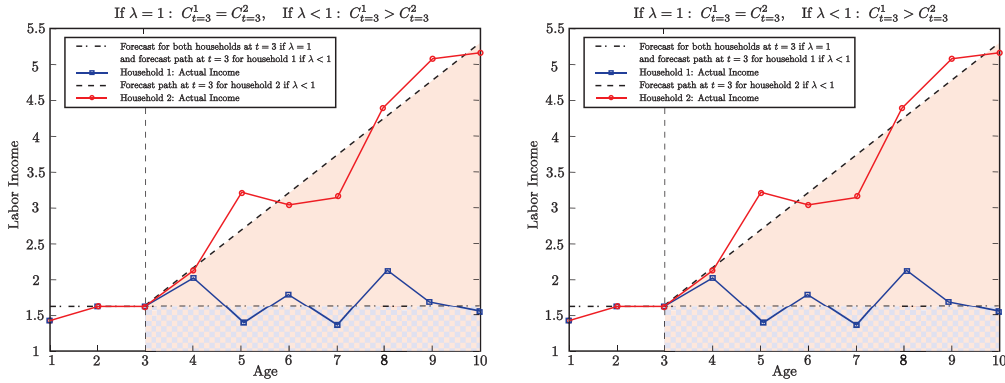 If λ = 1 : C¹ₜ₌₃ = C²ₜ₌₃, If λ < 1 : C¹ₜ₌₃ > C²ₜ₌₃
5.5
5
4.5
4
3.5
3
2.5
2
1.5
1
Labor Income
Forecast for both households at t = 3 if λ = 1
and forecast path at t = 3 for household 1 if λ < 1
Household 1: Actual Income
Forecast path at t = 3 for household 2 if λ < 1
Household 2: Actual Income
1 2 3 4 5 6 7 8 9 10
Age
If λ = 1 : C¹ₜ₌₃ = C²ₜ₌₃, If λ < 1 : C¹ₜ₌₃ > C²ₜ₌₃
5.5
5
4.5
4
3.5
3
2.5
2
1.5
1
Labor Income
Forecast for both households at t = 3 if λ = 1
and forecast path at t = 3 for household 1 if λ < 1
Household 1: Actual Income
Forecast path at t = 3 for household 2 if λ < 1
Household 2: Actual Income
1 2 3 4 5 6 7 8 9 10
Age